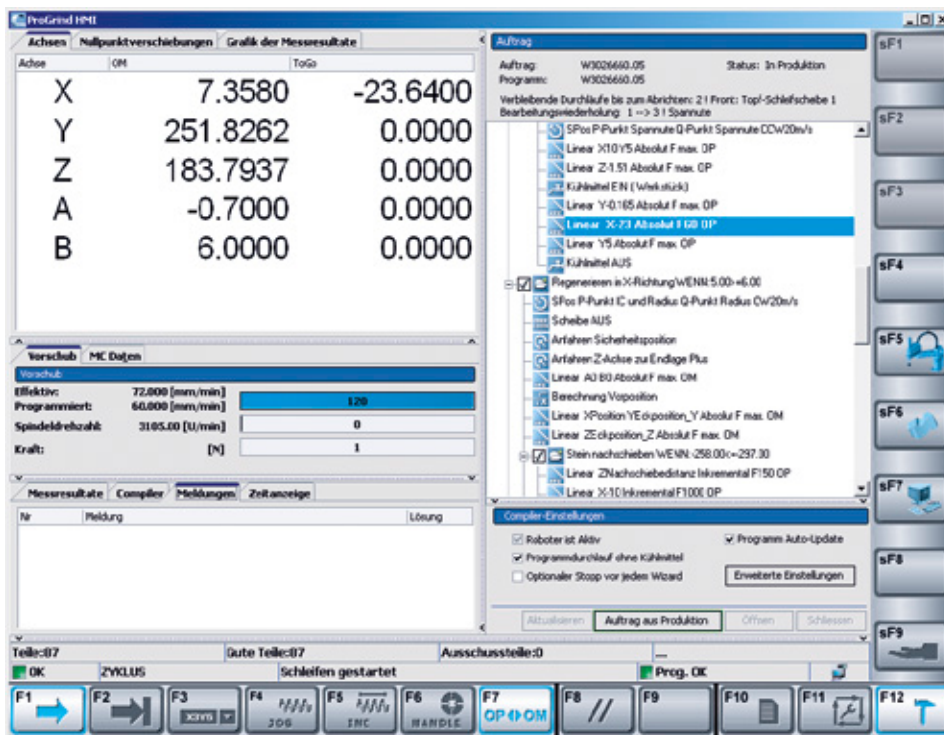 ProGrind HMI
Achsen Nullpunktverschiebungen Grafik der Messresultate
Achse OM ToGo
X 7.3580 -23.6400
Y 251.8262 0.0000
Z 183.7937 0.0000
A -0.7000 0.0000
B 6.0000 0.0000
Vorschub MC Daten
Vorschub
Effektiv: 72.000 [mm/min] 120
Programmiert: 60.000 [mm/min]
Spindeldrehzahl: 3105.00 [U/min] 0
Kraft: [N] 1
Messresultate Compiler Meldungen Zeitanzeige
Nr Meldung Lösung
Auftrag
Auftrag: W3026660.05 Status: In Produktion
Programm: W3026660.05
Verbleibende Durchläufe bis zum Abrichten: 2 ! Front: Topf-Schleifscheibe 1
Bearbeitungswiederholung: 1 --> 3 ! Spannute
SPos P-Punkt Spannute Q-Punkt Spannute CCW20m/s
Linear X10 Y5 Absolut F max. OP
Linear Z-1.51 Absolut F max. OP
Kühlmittel EIN ( Werkstück)
Linear Y-0.165 Absolut F max. OP
Linear X-23 Absolut F60 OP
Linear Y5 Absolut F max. OP
Kühlmittel AUS
Regenerieren in X-Richtung WENN:5.00>=6.00
SPos P-Punkt IC und Radius Q-Punkt Radius CW20m/s
Scheibe AUS
Anfahren Sicherheitsposition
Anfahren Z-Achse zu Endlage Plus
Linear A0 B0 Absolut F max. OM
Berechnung Vorposition
Linear XPosition YEckposition_Y Absolut F max. OM
Linear ZEckposition_Z Absolut F max. OM
Stein nachschieben WENN:-258.00<=-297.30
Linear ZNachschiebedistanz Inkremental F150 OP
Linear X-10 Inkremental F1000 OP
Compiler-Einstellungen
Roboter ist Aktiv Programm Auto-Update
Programmdurchlauf ohne Kühlmittel
Optionaler Stopp vor jedem Wizard Erweiterte Einstellungen
Aktualisieren Auftrag aus Produktion Öffnen Schliessen
Teile:87 Gute Teile:87 Ausschussteile:0 ...
OK ZYKLUS Schleifen gestartet Prog. OK
sF1
sF2
sF3
sF4
sF5
sF6
sF7
sF8
sF9
F1 F2 F3 F4 F5 F6 F7 F8 F9 F10 F11 F12
XYZAB JOG INC HANDLE OP OM